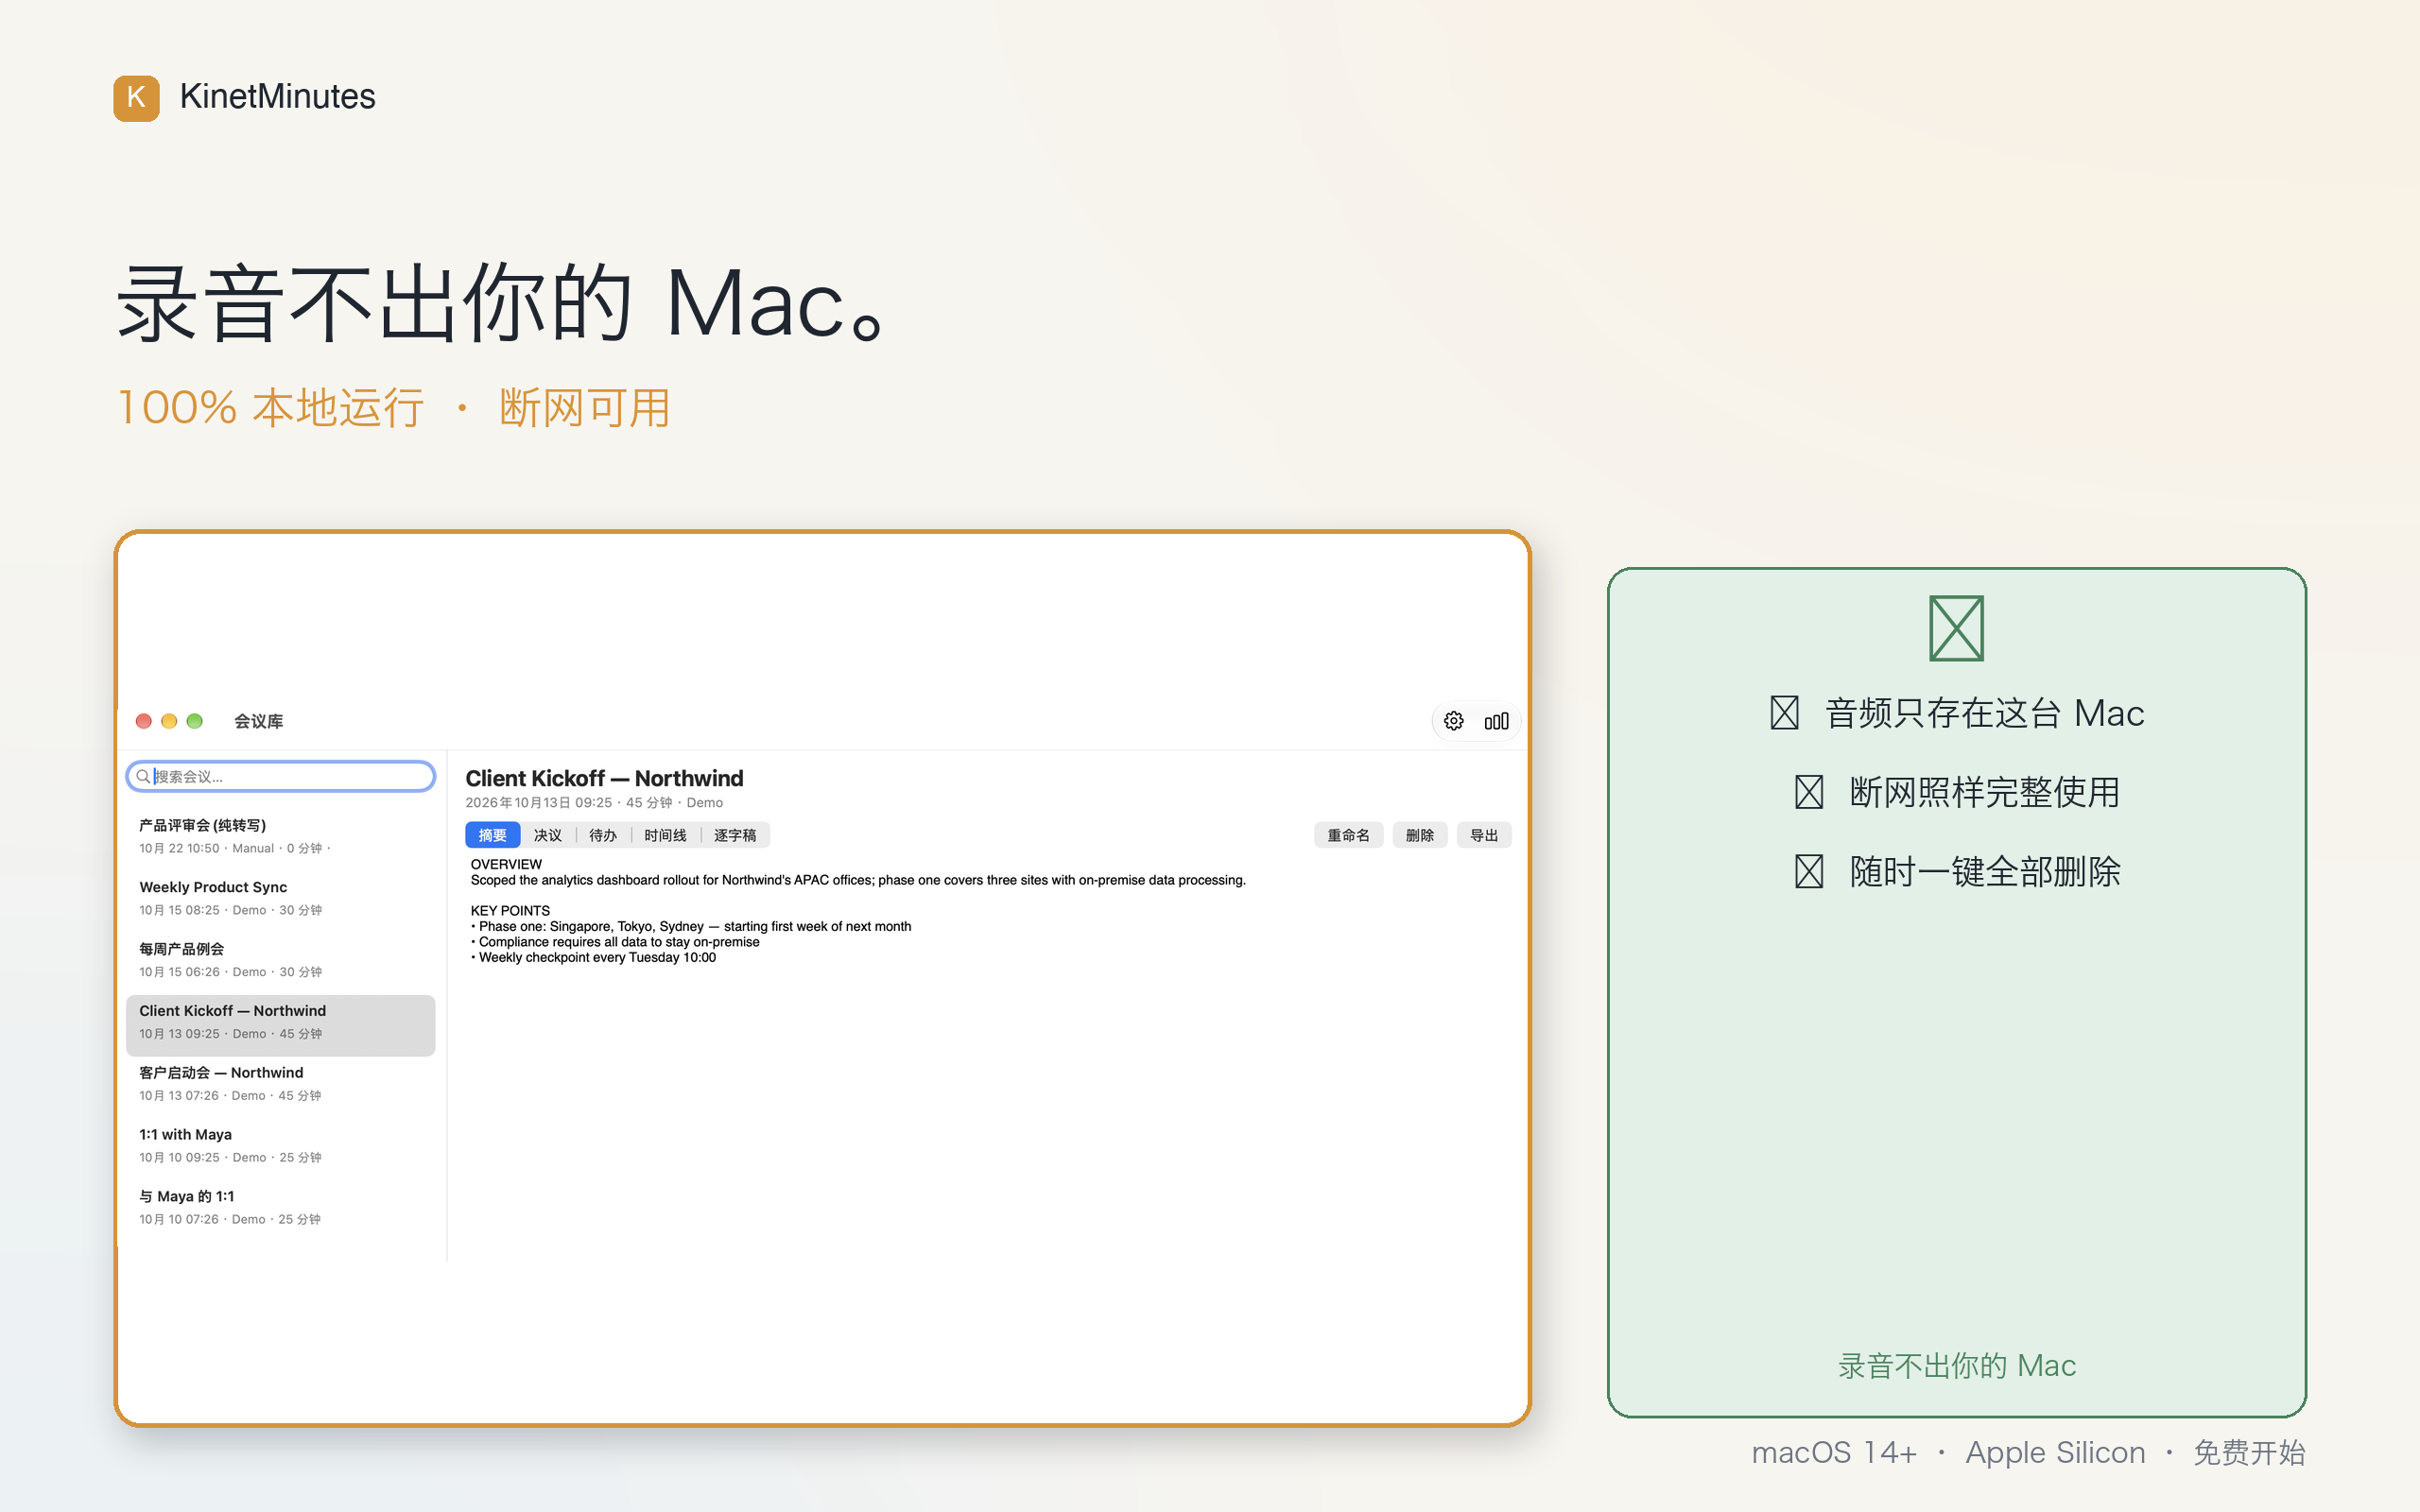 K KinetMinutes
录音不出你的 Mac。
100% 本地运行 · 断网可用
会议库
搜索会议...
产品评审会 (纯转写)
10月 22 10:50 · Manual · 0 分钟 ·
Weekly Product Sync
10月 15 08:25 · Demo · 30 分钟
每周产品例会
10月 15 06:26 · Demo · 30 分钟
Client Kickoff — Northwind
10月 13 09:25 · Demo · 45 分钟
客户启动会 — Northwind
10月 13 07:26 · Demo · 45 分钟
1:1 with Maya
10月 10 09:25 · Demo · 25 分钟
与 Maya 的 1:1
10月 10 07:26 · Demo · 25 分钟
Client Kickoff — Northwind
2026年10月13日 09:25 · 45 分钟 · Demo
摘要 决议 待办 时间线 逐字稿 重命名 删除 导出
OVERVIEW
Scoped the analytics dashboard rollout for Northwind's APAC offices; phase one covers three sites with on-premise data processing.
KEY POINTS
• Phase one: Singapore, Tokyo, Sydney — starting first week of next month
• Compliance requires all data to stay on-premise
• Weekly checkpoint every Tuesday 10:00
音频只存在这台 Mac
断网照样完整使用
随时一键全部删除
录音不出你的 Mac
macOS 14+ · Apple Silicon · 免费开始